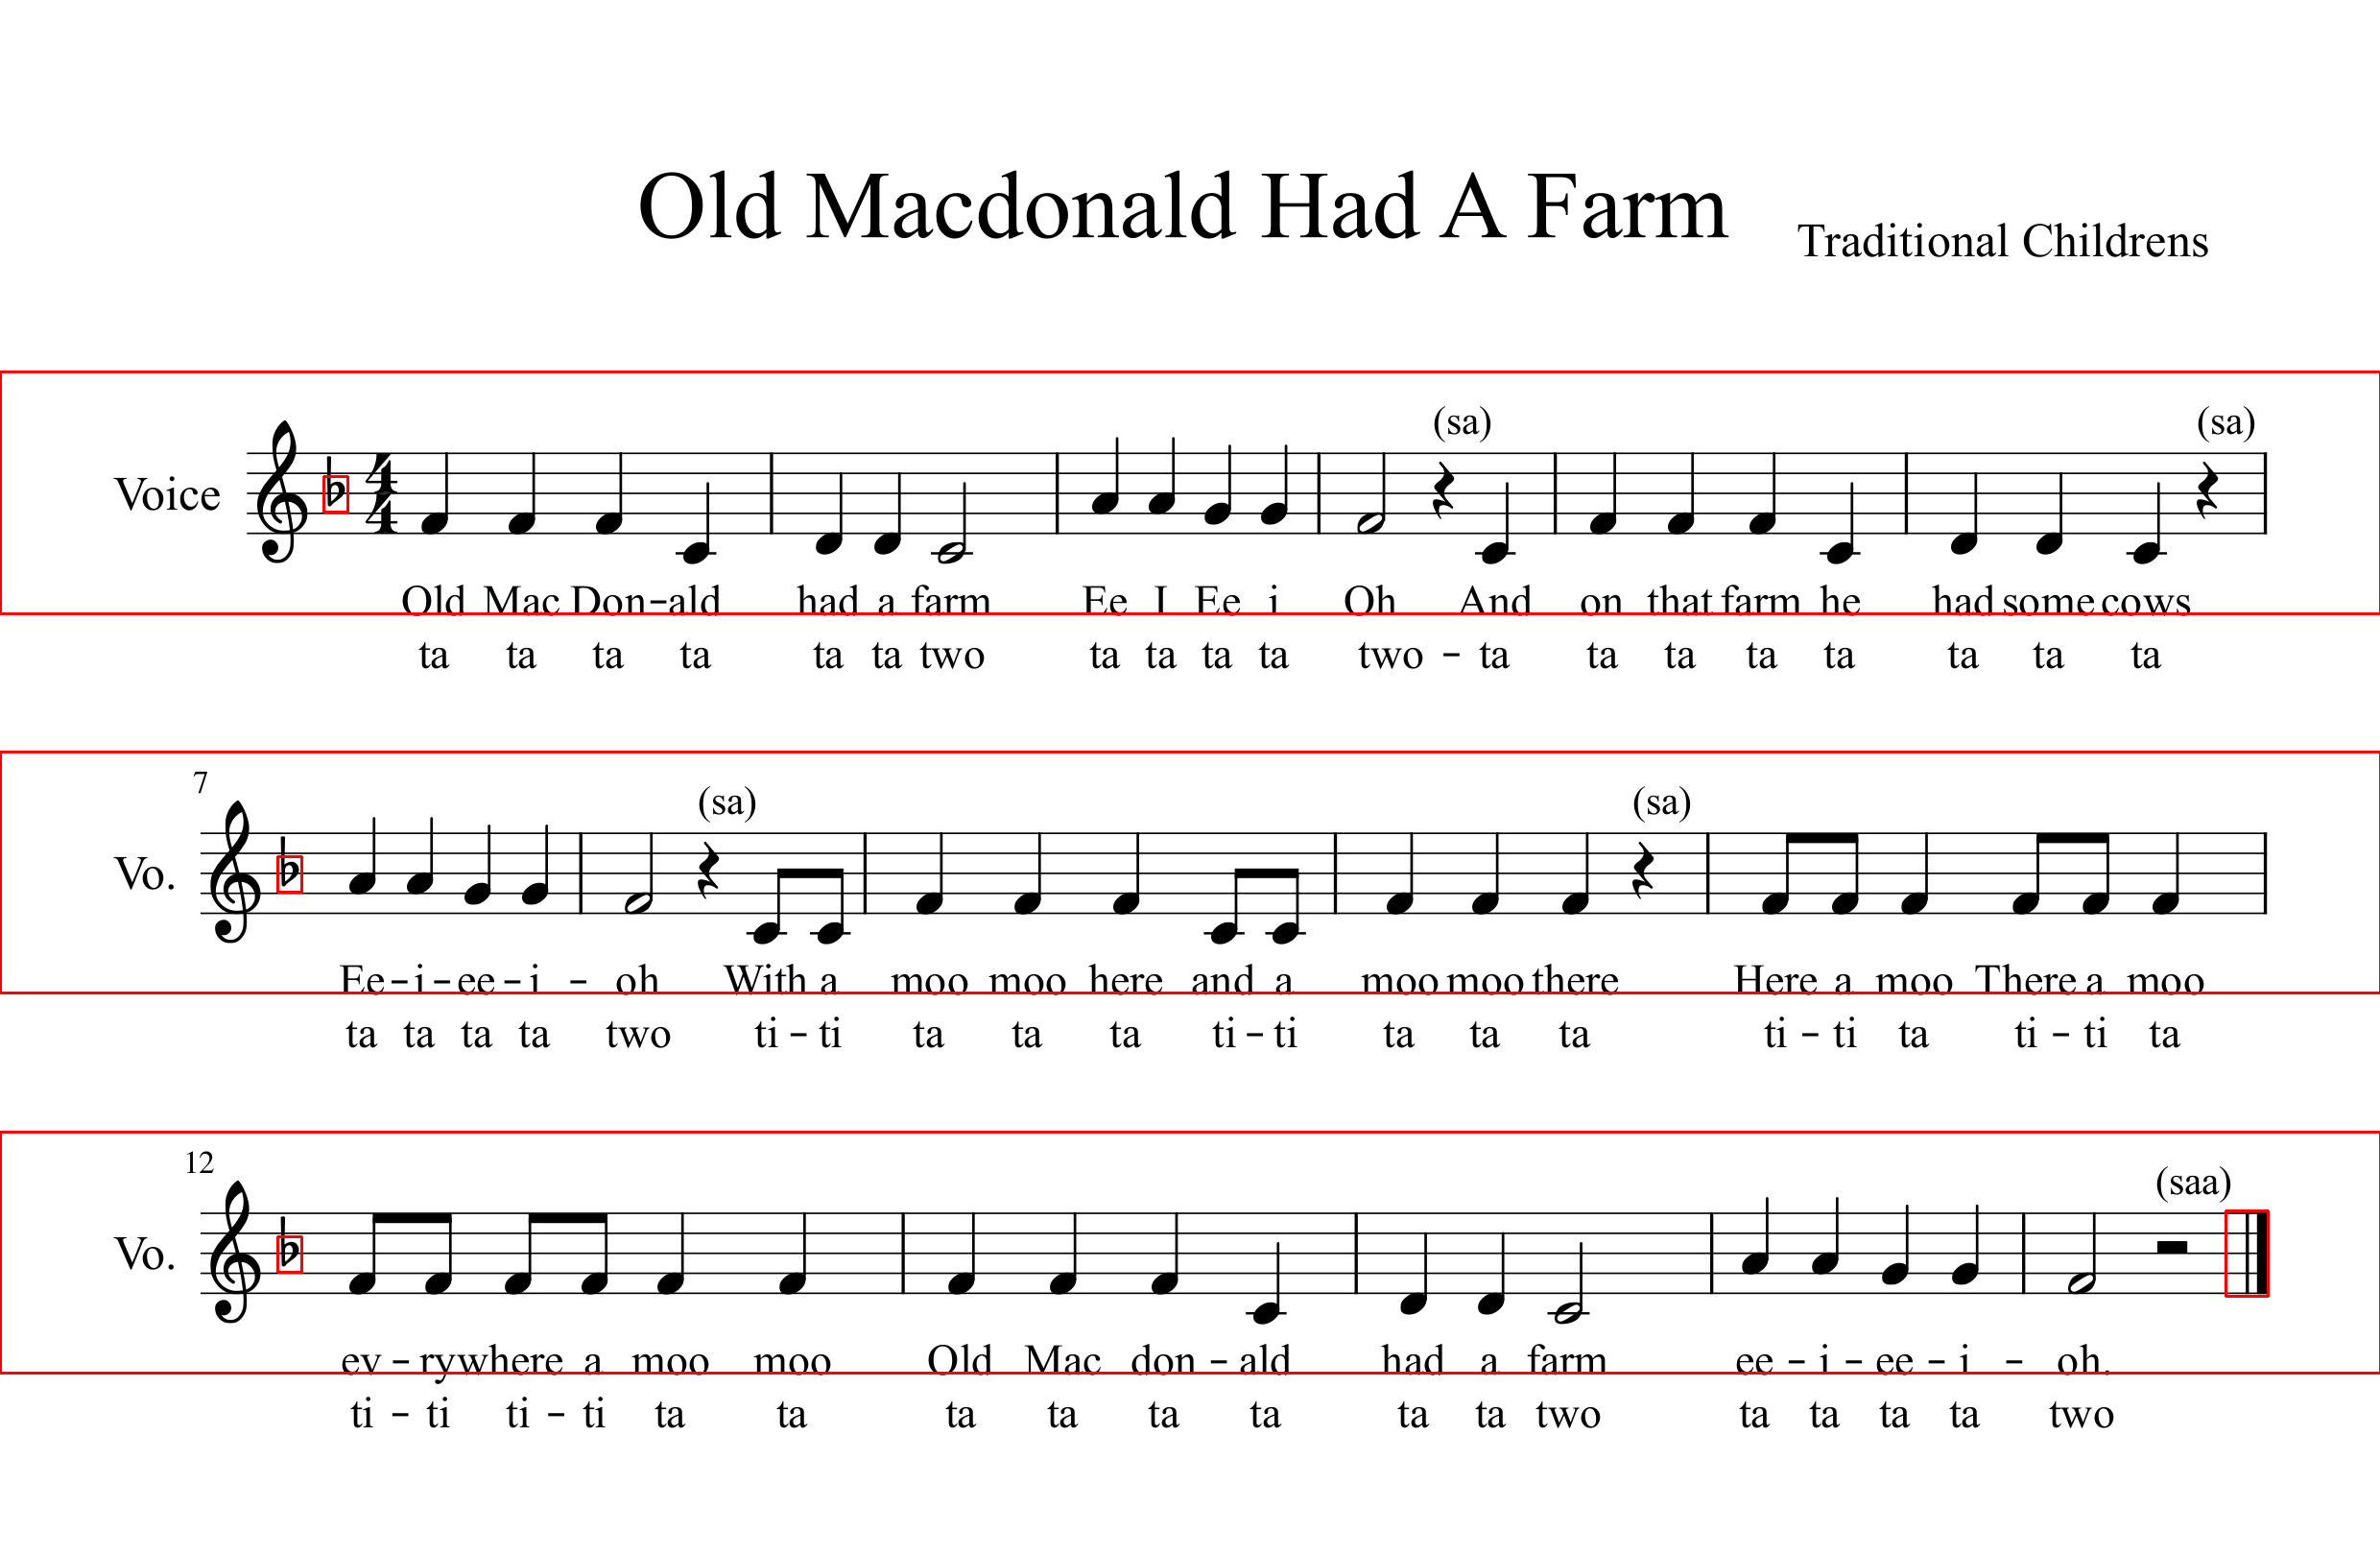 Old Macdonald Had A Farm
Traditional Childrens
(sa) (sa)
Voice
Old Mac Don-ald had a farm Ee I Ee i Oh And on that farm he had some cows
ta ta ta ta ta ta two ta ta ta ta two - ta ta ta ta ta ta ta ta
7
(sa) (sa)
Vo.
Ee-i-ee-i - oh With a moo moo here and a moo moo there Here a moo There a moo
ta ta ta ta two ti-ti ta ta ta ti-ti ta ta ta ti-ti ta ti-ti ta
12
(saa)
Vo.
ev-rywhere a moo moo Old Mac don-ald had a farm ee-i-ee-i - oh.
ti-ti ti-ti ta ta ta ta ta ta ta ta two ta ta ta ta two